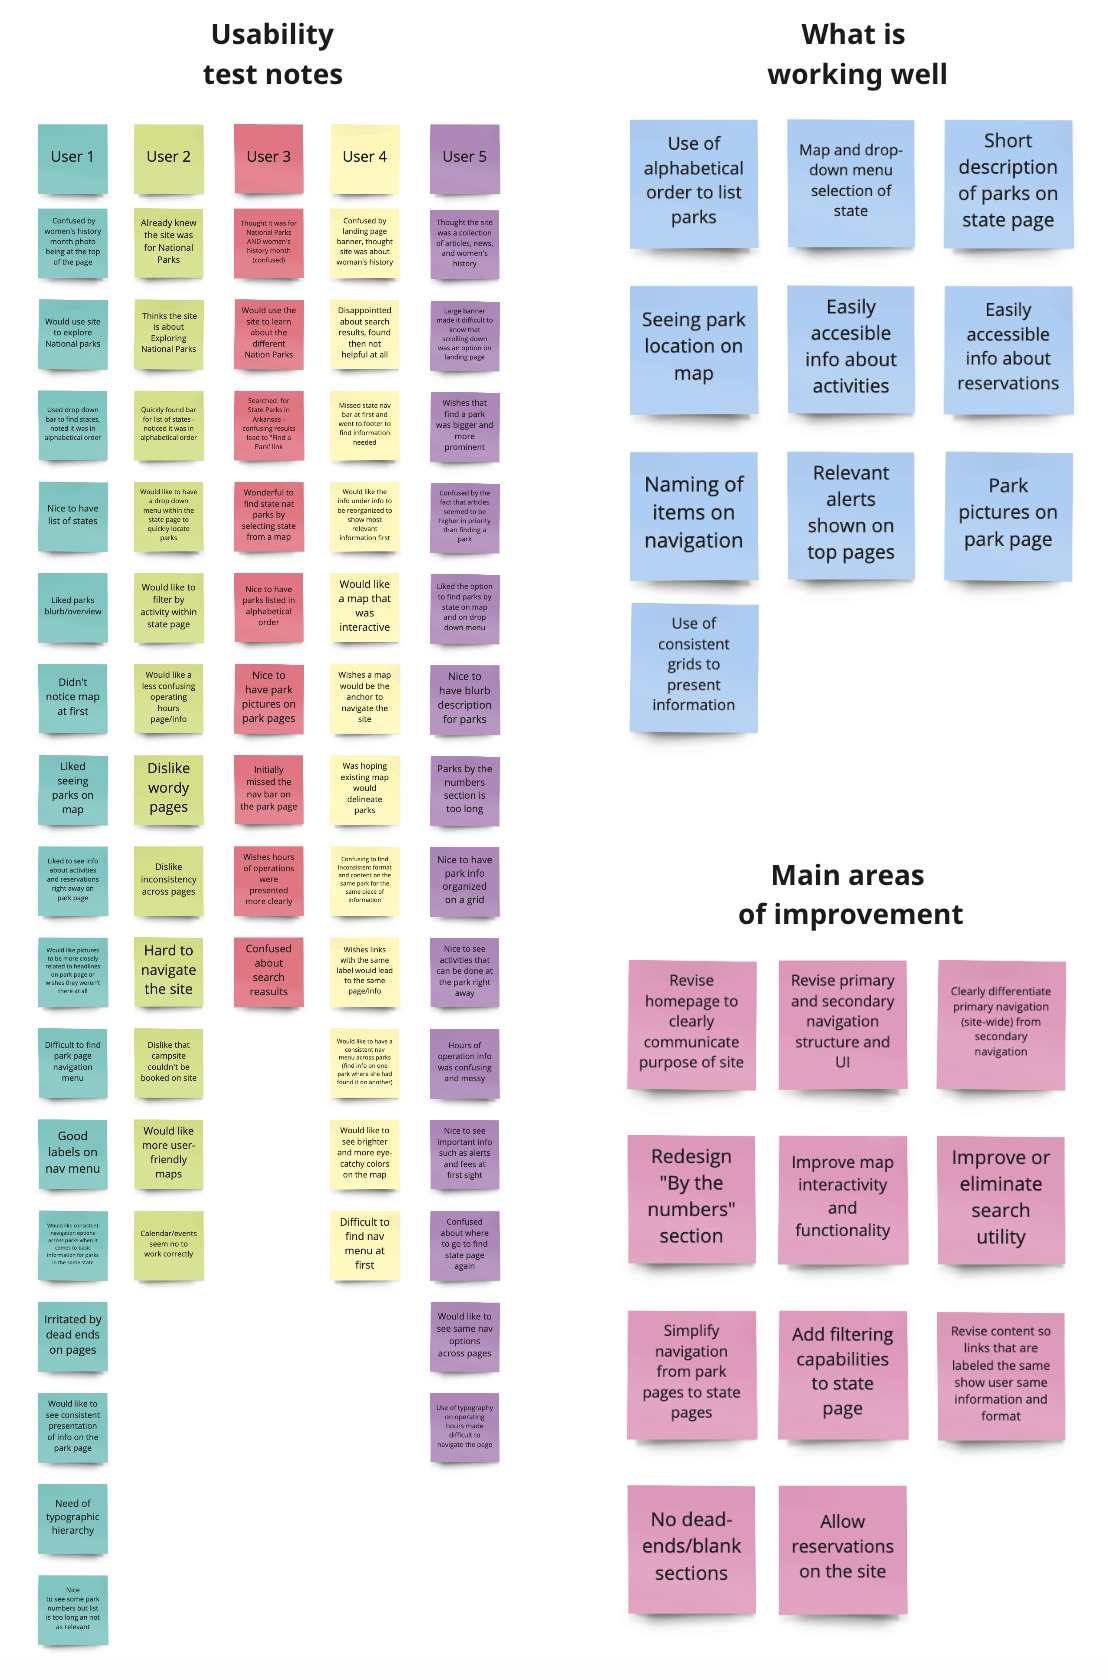 Usability
test notes
User 1
Confused by
women's history
month photo
being at the top
of the page
Would use site
to explore
National parks
Used drop down
bar to find states,
noted it was in
alphabetical order
Nice to have
list of states
Liked parks
blurb/overview
Didn't
notice map
at first
Liked
seeing
parks on
map
Liked to see info
about activities
and reservations
right away on
park page
Would like pictures
to be more closely
related to headlines
on park page or
wishes they weren't
there at all
Difficult to find
park page
navigation
menu
Good
labels on
nav menu
Would like consistent
navigation options
across parks when it
comes to basic
information for parks
in the same state
Irritated by
dead ends
on pages
Would like to
see consistent
presentation
of info on the
park page
Need of
typographic
hierarchy
Nice
to see some park
numbers but list
is too long an not
as relevant
User 2
Already knew
the site was
for National
Parks
Thinks the site
is about
Exploring
National Parks
Quickly found bar
for list of states -
noticed it was in
alphabetical order
Would like to have
a drop down
menu within the
state page to
quickly locate
parks
Would like to
filter by
activity within
state page
Would like a
less confusing
operating
hours
page/info
Dislike
wordy
pages
Dislike
inconsistency
across pages
Hard to
navigate
the site
Dislike that
campsite
couldn't be
booked on site
Would like
more user-
friendly
maps
Calendar/events
seem no to
work correctly
User 3
Thought it was for
National Parks
AND women's
history month
(confused)
Would use the
site to learn
about the
different
Nation Parks
Searched for
State Parks in
Arkansas -
confusing results
lead to "Find a
Park' link
Wonderful to
find state nat
parks by
selecting state
from a map
Nice to have
parks listed in
alphabetical
order
Nice to
have park
pictures on
park pages
Initially
missed the
nav bar on
the park page
Wishes hours
of operations
were
presented
more clearly
Confused
about
search
reasults
User 4
Confused by
landing page
banner, thought
site was about
woman's history
Disappointted
about search
results, found
then not
helpful at all
Missed state nav
bar at first and
went to footer to
find information
needed
Would like the
info under info to
be reorganized to
show most
relevant
information first
Would like
a map that
was
interactive
Wishes a map
would be the
anchor to
navigate the
site
Was hoping
existing map
would
delineate
parks
Confusing to find
inconsistent format
and content on the
same park for the
same piece of
information
Wishes links
with the same
label would lead
to the same
page/info
Would like to have a
consistent nav
menu across parks
(find info on one
park where she had
found it on another)
Would like to
see brighter
and more eye-
catchy colors
on the map
Difficult to
find nav
menu at
first
User 5
Thought the site
was a collection
of articles, news,
and women's
history
Large banner
made it difficult to
know that
scrolling down
was an option on
landing page
Wishes that
find a park
was bigger and
more
prominent
Confused by the
fact that articles
seemed to be
higher in priority
than finding a
park
Liked the option
to find parks by
state on map
and on drop
down menu
Nice to
have blurb
description
for parks
Parks by the
numbers
section is
too long
Nice to have
park info
organized
on a grid
Nice to see
activities that
can be done at
the park right
away
Hours of
operation info
was confusing
and messy
Nice to see
important info
such as alerts
and fees at
first sight
Confused
about where
to go to find
state page
again
Would like to
see same nav
options
across pages
Use of typography
on operating
hours made
difficult to
navigate the page
What is
working well
Use of
alphabetical
order to list
parks
Map and drop-
down menu
selection of
state
Short
description
of parks on
state page
Seeing park
location on
map
Easily
accesible
info about
activities
Easily
accessible
info about
reservations
Naming of
items on
navigation
Relevant
alerts
shown on
top pages
Park
pictures on
park page
Use of
consistent
grids to
present
information
Main areas
of improvement
Revise
homepage to
clearly
communicate
purpose of site
Revise primary
and secondary
navigation
structure and
UI
Clearly differentiate
primary navigation
(site-wide) from
secondary
navigation
Redesign
"By the
numbers"
section
Improve map
interactivity
and
functionality
Improve or
eliminate
search
utility
Simplify
navigation
from park
pages to state
pages
Add filtering
capabilities
to state
page
Revise content so
links that are
labeled the same
show user same
information and
format
No dead-
ends/blank
sections
Allow
reservations
on the site